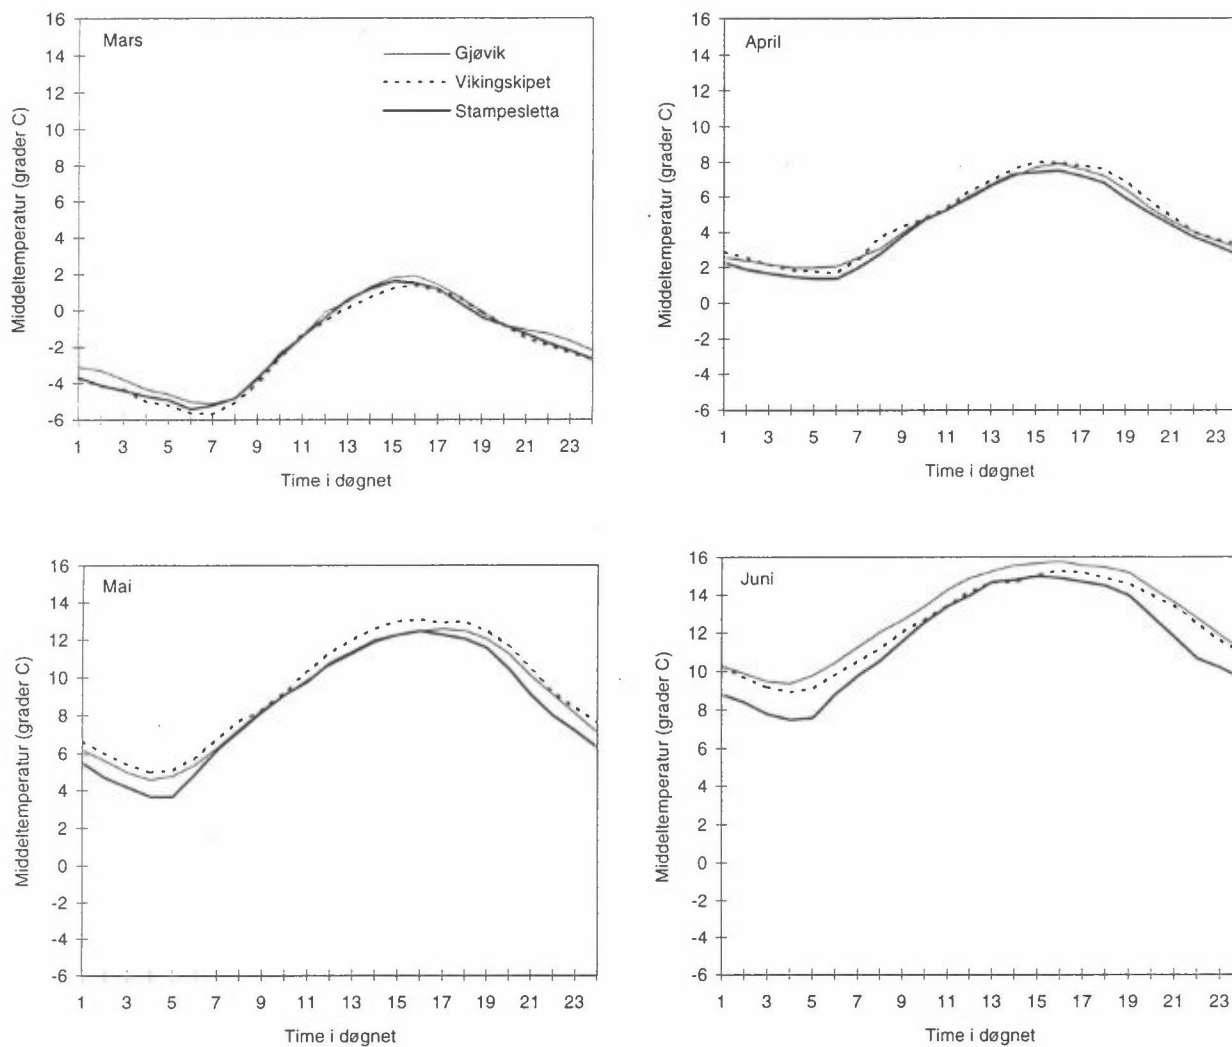 Mars
Gjøvik
Vikingskipet
Stampesletta
Middeltemperatur (grader C)
16
14
12
10
8
6
4
2
0
-2
-4
-6
1 3 5 7 9 11 13 15 17 19 21 23
Time i døgnet
April
Middeltemperatur (grader C)
16
14
12
10
8
6
4
2
0
-2
-4
-6
1 3 5 7 9 11 13 15 17 19 21 23
Time i døgnet
Mai
Middeltemperatur (grader C)
16
14
12
10
8
6
4
2
0
-2
-4
-6
1 3 5 7 9 11 13 15 17 19 21 23
Time i døgnet
Juni
Middeltemperatur (grader C)
16
14
12
10
8
6
4
2
0
-2
-4
-6
1 3 5 7 9 11 13 15 17 19 21 23
Time i døgnet